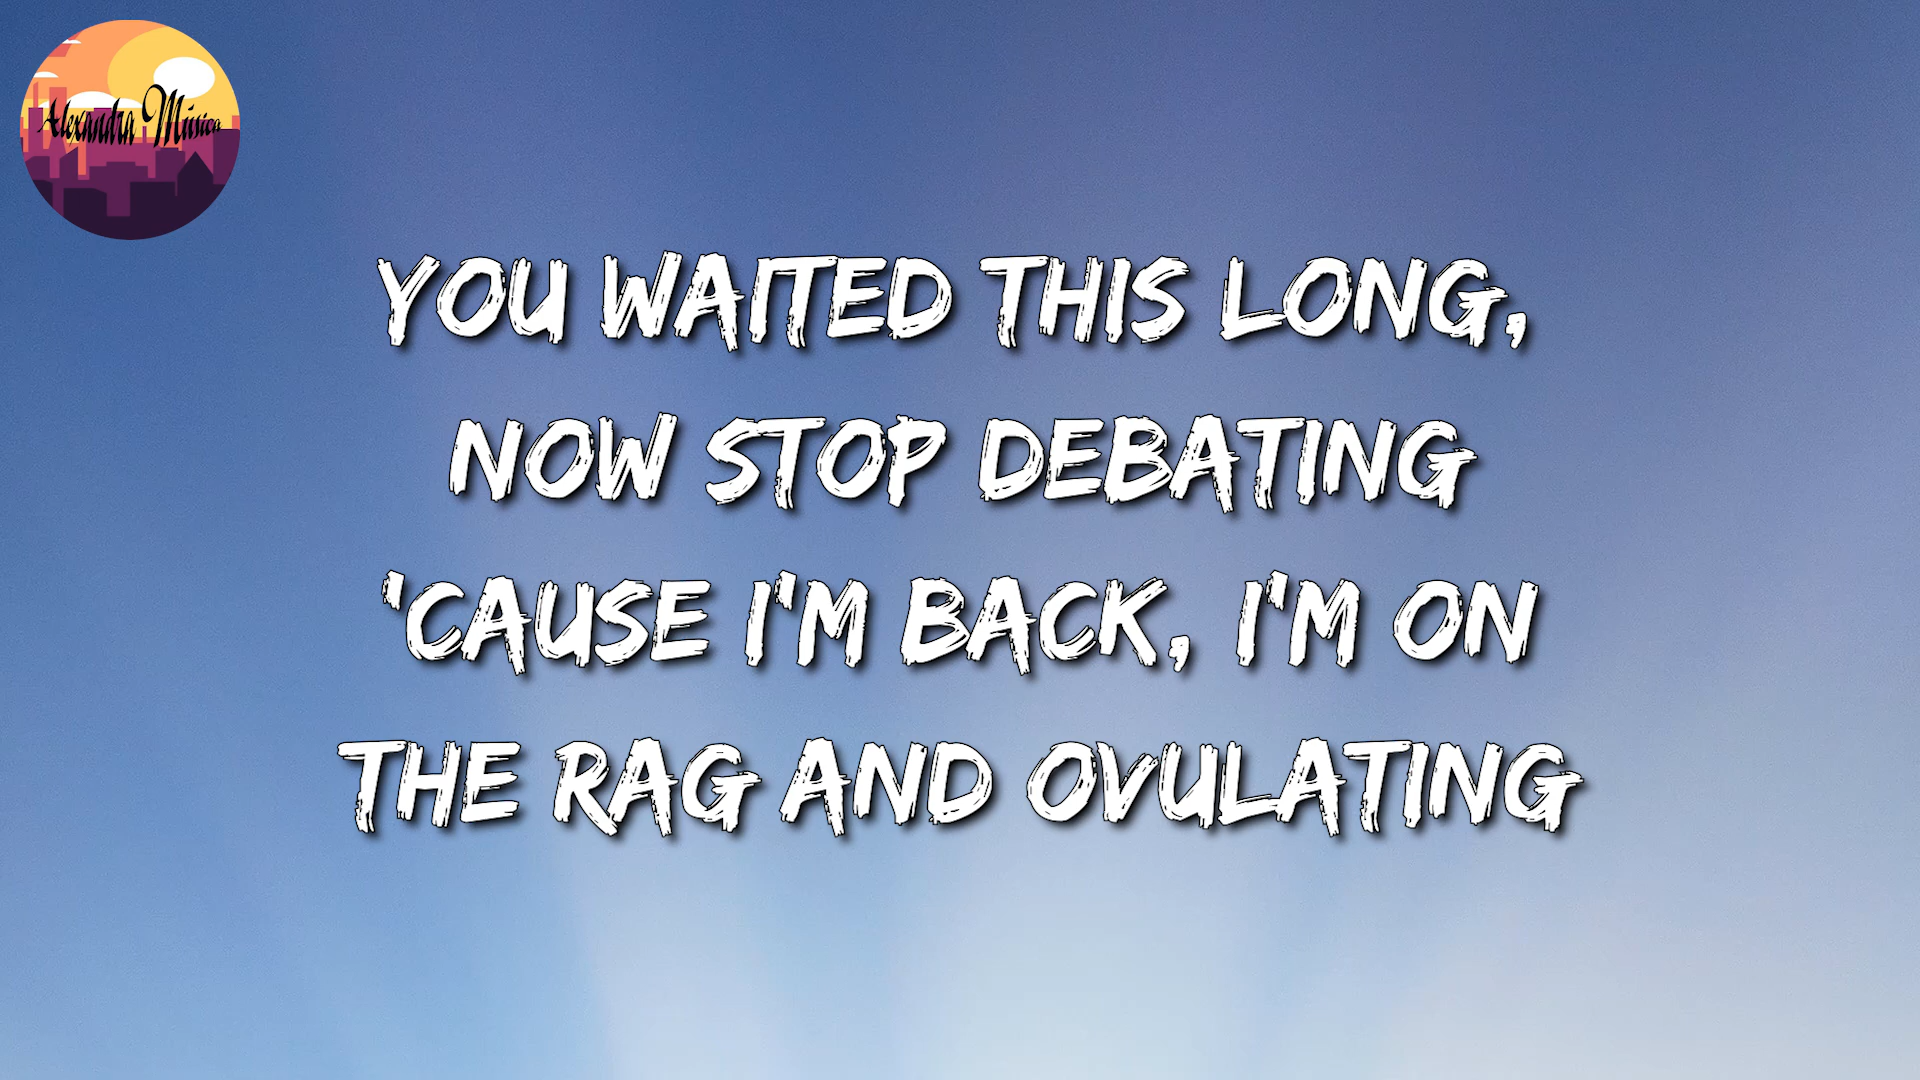 Alexandra Música
YOU WAITED THIS LONG,
NOW STOP DEBATING
'CAUSE I'M BACK, I'M ON
THE RAG AND OVULATING